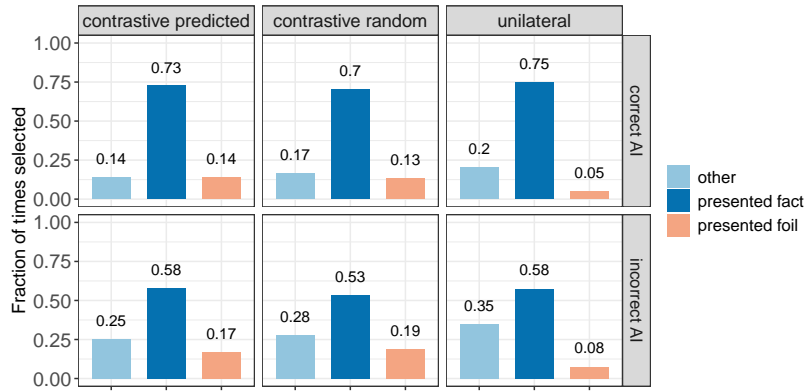 contrastive predicted contrastive random unilateral
Fraction of times selected
1.00
0.75
0.50
0.25
0.00
0.14 0.73 0.14
0.17 0.7 0.13
0.2 0.75 0.05
correct AI
1.00
0.75
0.50
0.25
0.00
0.25 0.58 0.17
0.28 0.53 0.19
0.35 0.58 0.08
incorrect AI
other
presented fact
presented foil